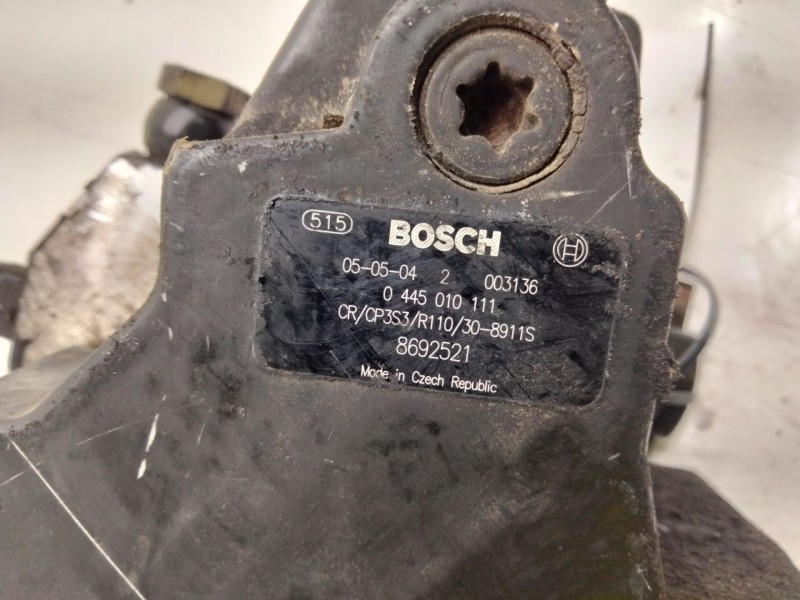 515 BOSCH
05-05-04 2 003136
0 445 010 111
CR/CP3S3/R110/30-8911S
8692521
Made in Czech Republic